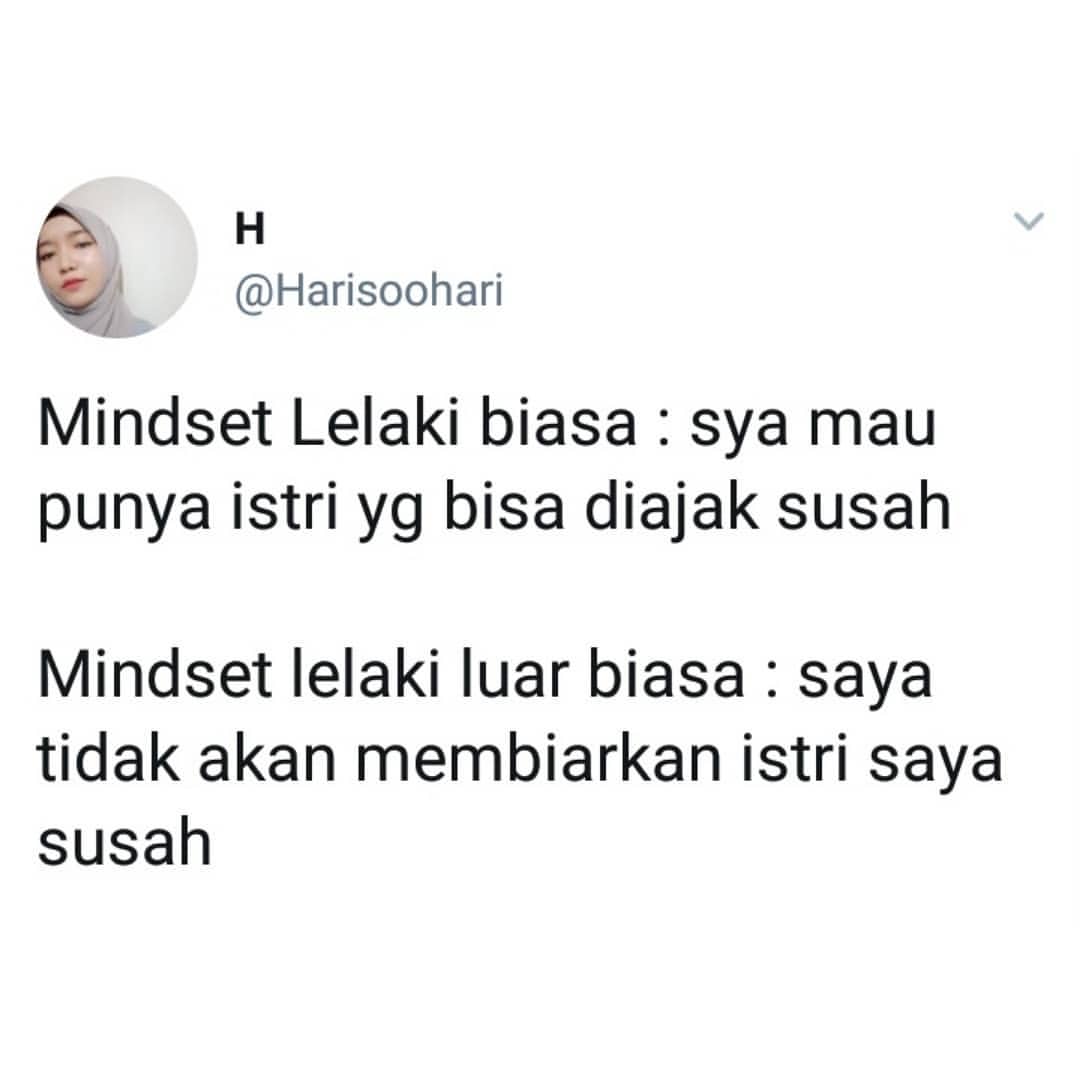 H
@Harisoohari
Mindset Lelaki biasa : sya mau
punya istri yg bisa diajak susah
Mindset lelaki luar biasa : saya
tidak akan membiarkan istri saya
susah